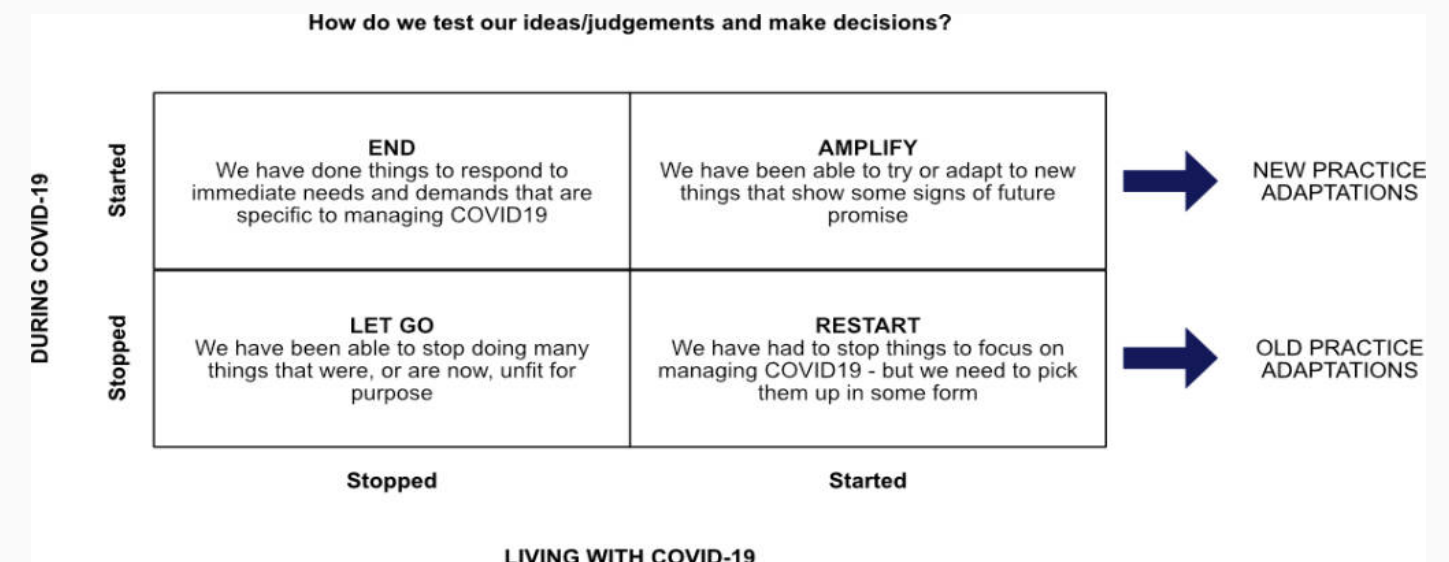 How do we test our ideas/judgements and make decisions?
DURING COVID-19
Started
END
We have done things to respond to
immediate needs and demands that are
specific to managing COVID19
AMPLIFY
We have been able to try or adapt to new
things that show some signs of future
promise
NEW PRACTICE
ADAPTATIONS
Stopped
LET GO
We have been able to stop doing many
things that were, or are now, unfit for
purpose
RESTART
We have had to stop things to focus on
managing COVID19 - but we need to pick
them up in some form
OLD PRACTICE
ADAPTATIONS
Stopped
Started
LIVING WITH COVID-19